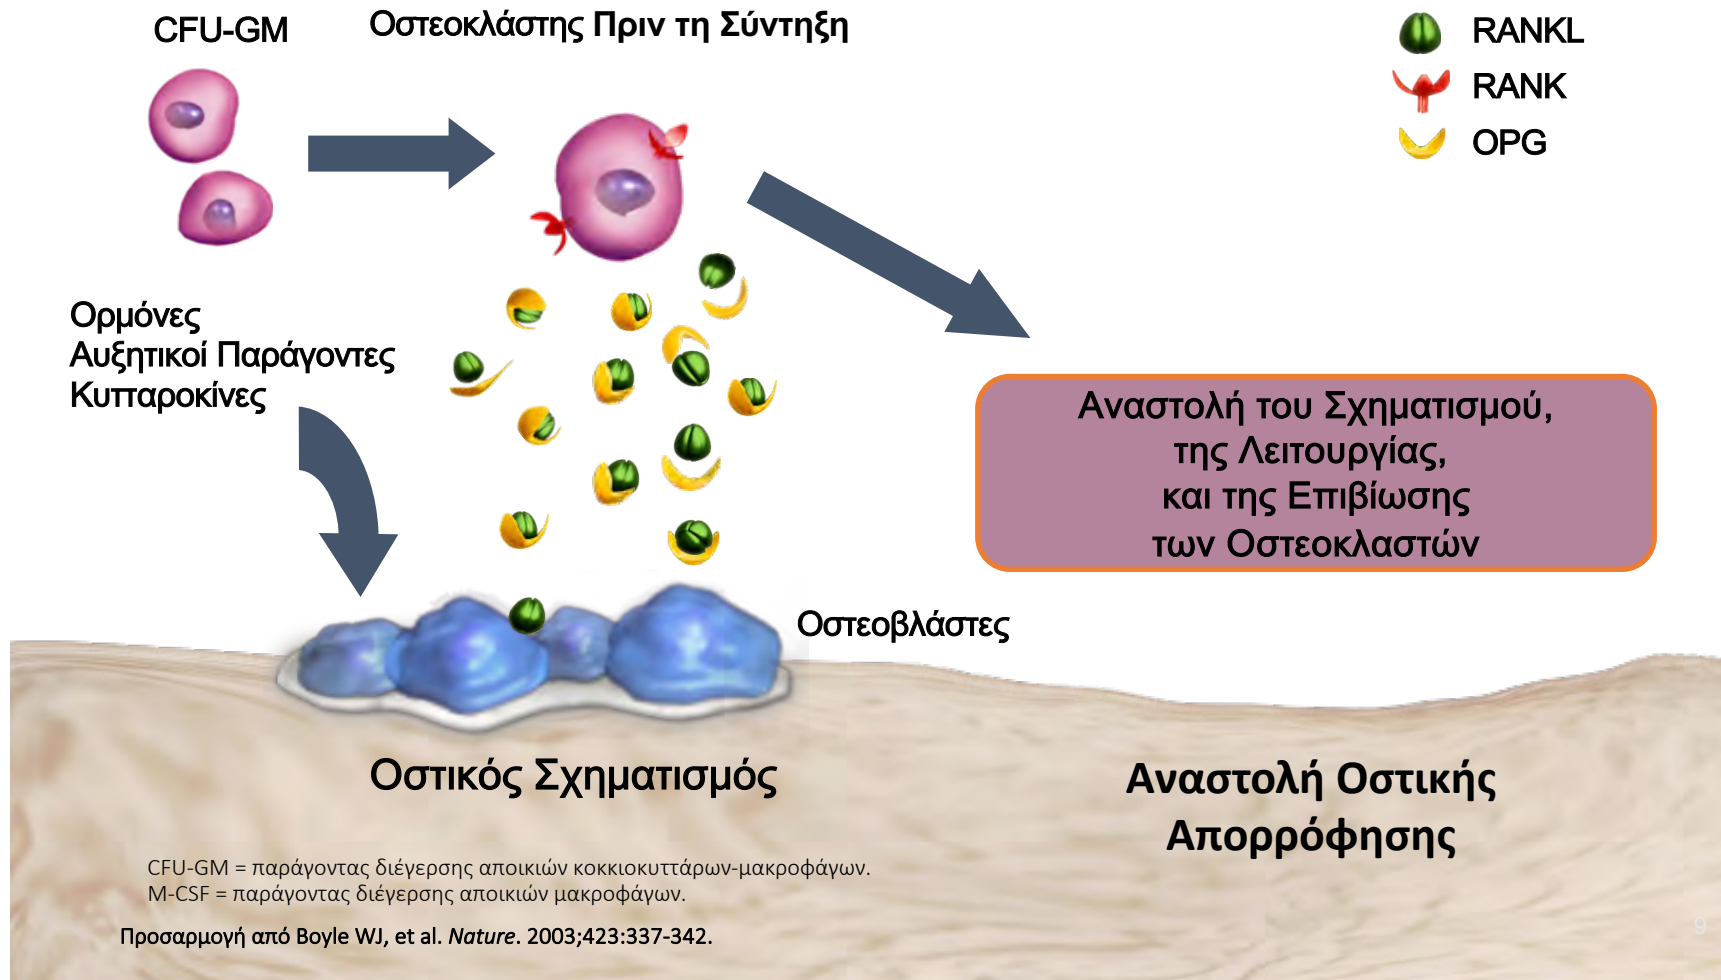 CFU-GM
Οστεοκλάστης Πριν τη Σύντηξη
RANKL
RANK
OPG
Ορμόνες
Αυξητικοί Παράγοντες
Κυτταροκίνες
Αναστολή του Σχηματισμού,
της Λειτουργίας,
και της Επιβίωσης
των Οστεοκλαστών
Οστεοβλάστες
Οστικός Σχηματισμός
Αναστολή Οστικής
Απορρόφησης
CFU-GM = παράγοντας διέγερσης αποικιών κοκκιοκυττάρων-μακροφάγων.
M-CSF = παράγοντας διέγερσης αποικιών μακροφάγων.
Προσαρμογή από Boyle WJ, et al. Nature. 2003;423:337-342.
9